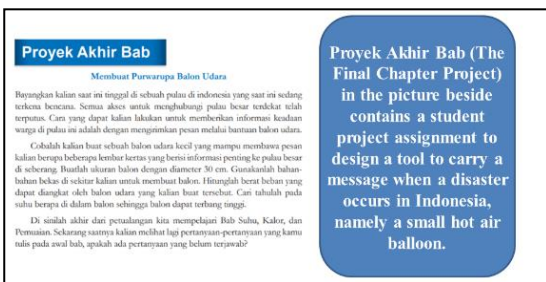 Proyek Akhir Bab
Membuat Purwarupa Balon Udara
Bayangkan kalian saat ini tinggal di sebuah pulau di indonesia yang saat ini sedang
terkena bencana. Semua akses untuk menghubungi pulau besar terdekat telah
terputus. Cara yang dapat kalian lakukan untuk memberikan informasi keadaan
warga di pulau ini adalah dengan mengirimkan pesan melalui bantuan balon udara.
Cobalah kalian buat sebuah balon udara kecil yang mampu membawa pesan
kalian berupa beberapa lembar kertas yang berisi informasi penting ke pulau besar
di seberang. Buatlah ukuran balon dengan diameter 30 cm. Gunakanlah bahan-
bahan bekas di sekitar kalian untuk membuat balon. Hitunglah berat beban yang
dapat diangkat oleh balon udara yang kalian buat tersebut. Cari tahulah pada
suhu berapa di dalam balon sehingga balon dapat terbang tinggi.
Di sinilah akhir dari petualangan kita mempelajari Bab Suhu, Kalor, dan
Pemuaian. Sekarang saatnya kalian melihat lagi pertanyaan-pertanyaan yang kamu
tulis pada awal bab, apakah ada pertanyaan yang belum terjawab?
Proyek Akhir Bab (The
Final Chapter Project)
in the picture beside
contains a student
project assignment to
design a tool to carry a
message when a disaster
occurs in Indonesia,
namely a small hot air
balloon.